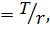 = T/r,